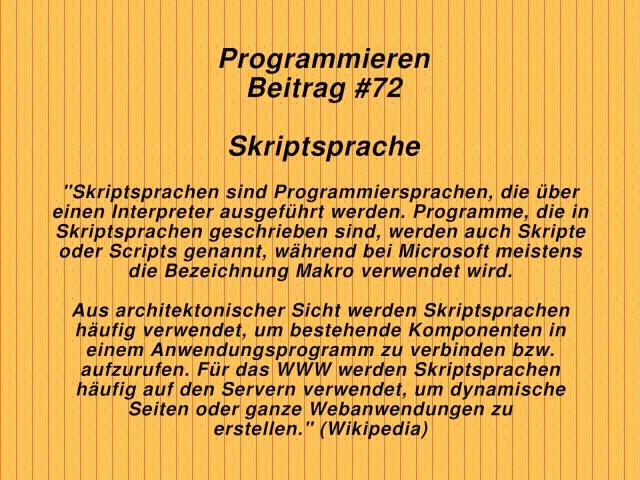 Programmieren
Beitrag #72
Skriptsprache
"Skriptsprachen sind Programmiersprachen, die über
einen Interpreter ausgeführt werden. Programme, die in
Skriptsprachen geschrieben sind, werden auch Skripte
oder Scripts genannt, während bei Microsoft meistens
die Bezeichnung Makro verwendet wird.
Aus architektonischer Sicht werden Skriptsprachen
häufig verwendet, um bestehende Komponenten in
einem Anwendungsprogramm zu verbinden bzw.
aufzurufen. Für das WWW werden Skriptsprachen
häufig auf den Servern verwendet, um dynamische
Seiten oder ganze Webanwendungen zu
erstellen." (Wikipedia)